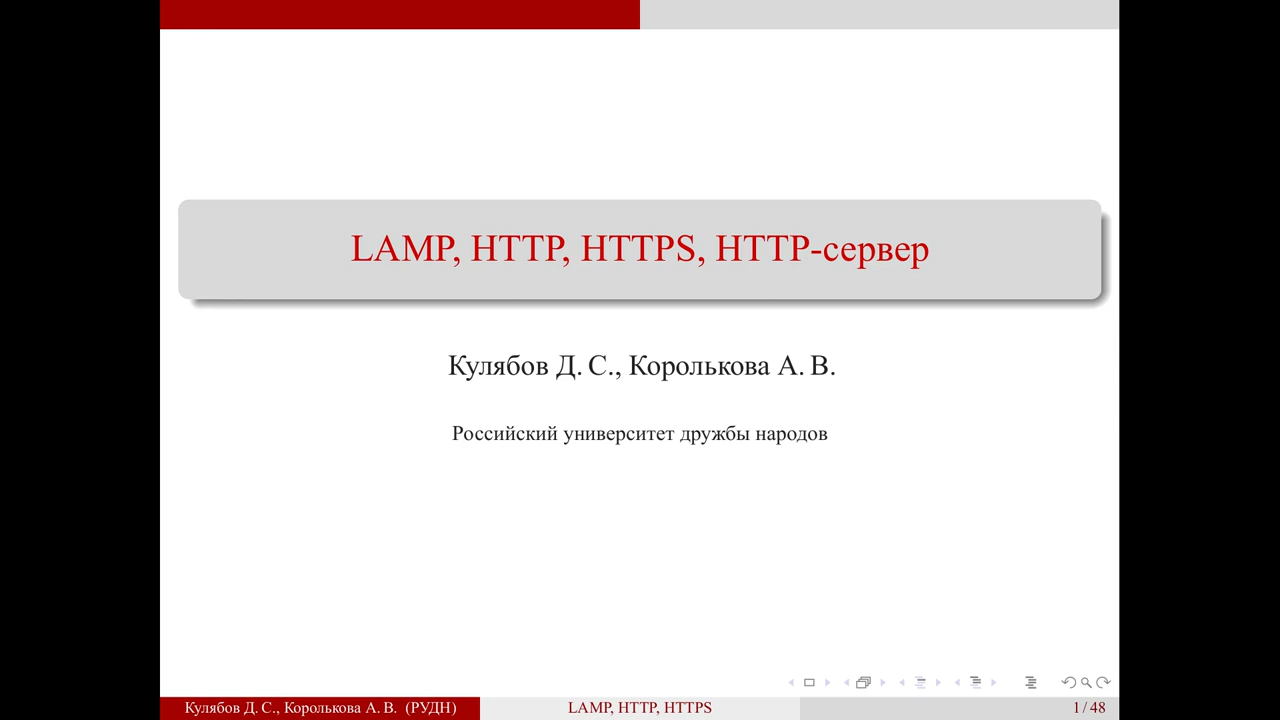 LAMP, HTTP, HTTPS, HTTP-сервер
Кулябов Д. С., Королькова А. В.
Российский университет дружбы народов
Кулябов Д. С., Королькова А. В. (РУДН)
LAMP, HTTP, HTTPS
1 / 48